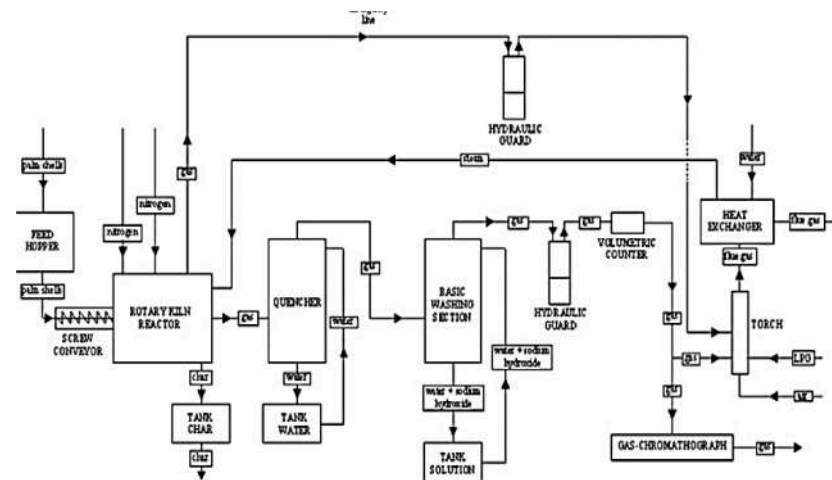 line
HYDRAULIC
GUARD
palm shells
steam
water
gas
nitrogen
nitrogen
FEED
HOPPER
gas
gas
VOLUMETRIC
COUNTER
HEAT
EXCHANGER
flue gas
flue gas
palm shells
ROTARY KILN
REACTOR
gas
QUENCHER
gas
water
BASIC
WASHING
SECTION
HYDRAULIC
GUARD
SCREW
CONVEYOR
gas
TORCH
gas
LPG
char
water
water + sodium
hydroxide
water + sodium
hydroxide
gas
TANK
CHAR
TANK
WATER
char
TANK
SOLUTION
GAS-CHROMATOGRAPH
gas